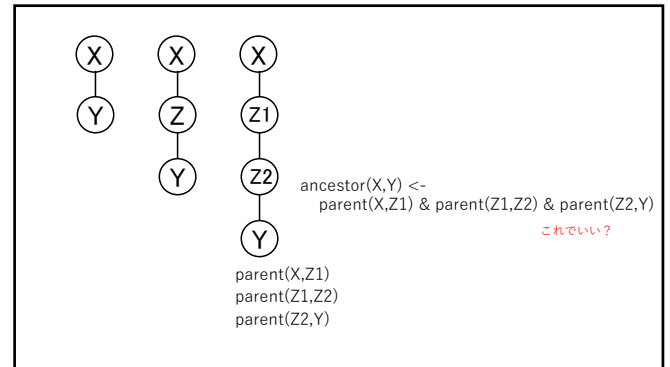 X
Y
X
Z
Y
X
Z1
Z2
Y
ancestor(X,Y) <-
parent(X,Z1) & parent(Z1,Z2) & parent(Z2,Y)
これでいい？
parent(X,Z1)
parent(Z1,Z2)
parent(Z2,Y)